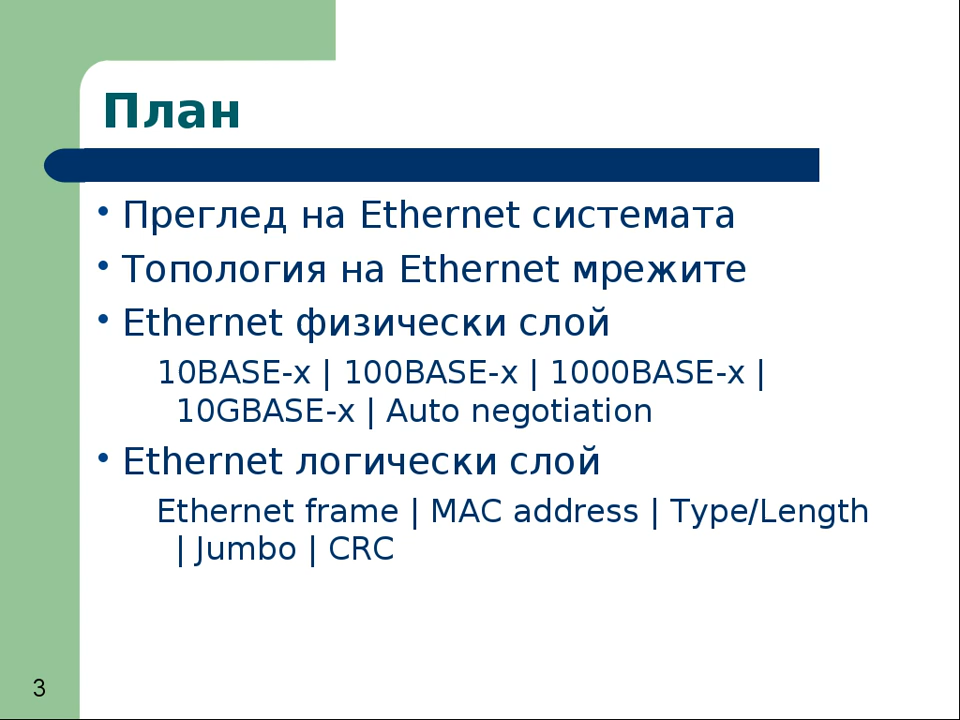 План
• Преглед на Ethernet системата
• Топология на Ethernet мрежите
• Ethernet физически слой
10BASE-x | 100BASE-x | 1000BASE-x |
10GBASE-x | Auto negotiation
• Ethernet логически слой
Ethernet frame | MAC address | Type/Length
| Jumbo | CRC
3